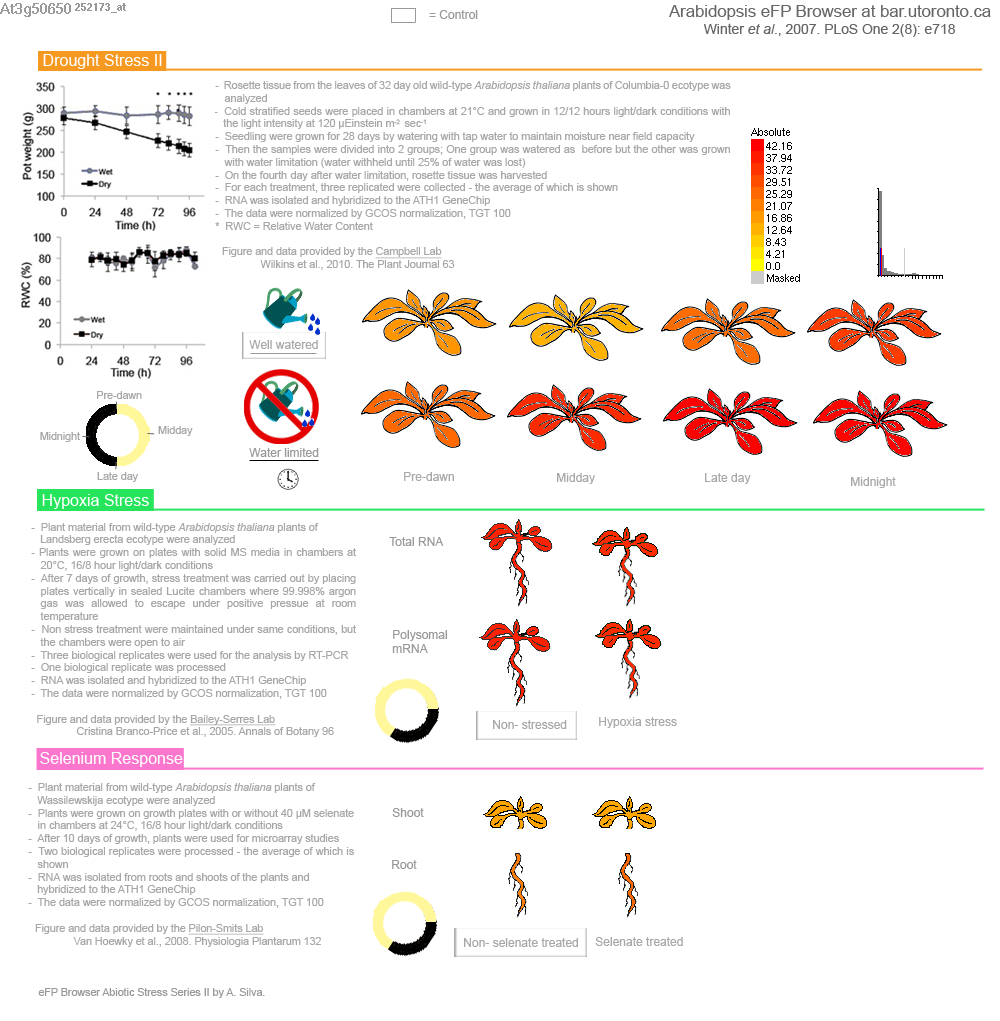 At3g50650 252173_at
= Control
Arabidopsis eFP Browser at bar.utoronto.ca
Winter et al., 2007. PLoS One 2(8): e718
Drought Stress II
350
300
250
200
150
100
Pot weight (g)
Wet
Dry
* * * * *
0 24 48 72 96
Time (h)
100
80
60
40
20
0
RWC (%)
Wet
Dry
0 24 48 72 96
Time (h)
- Rosette tissue from the leaves of 32 day old wild-type Arabidopsis thaliana plants of Columbia-0 ecotype was
analyzed
- Cold stratified seeds were placed in chambers at 21°C and grown in 12/12 hours light/dark conditions with
the light intensity at 120 µEinstein m-² sec-¹
- Seedling were grown for 28 days by watering with tap water to maintain moisture near field capacity
- Then the samples were divided into 2 groups; One group was watered as before but the other was grown
with water limitation (water withheld until 25% of water was lost)
- On the fourth day after water limitation, rosette tissue was harvested
- For each treatment, three replicated were collected - the average of which is shown
- RNA was isolated and hybridized to the ATH1 GeneChip
- The data were normalized by GCOS normalization, TGT 100
* RWC = Relative Water Content
Figure and data provided by the Campbell Lab
Wilkins et al., 2010. The Plant Journal 63
Absolute
42.16
37.94
33.72
29.51
25.29
21.07
16.86
12.64
8.43
4.21
0.0
Masked
Well watered
Water limited
Pre-dawn
Midnight
Midday
Late day
Pre-dawn
Midday
Late day
Midnight
Hypoxia Stress
- Plant material from wild-type Arabidopsis thaliana plants of
Landsberg erecta ecotype were analyzed
- Plants were grown on plates with solid MS media in chambers at
20°C, 16/8 hour light/dark conditions
- After 7 days of growth, stress treatment was carried out by placing
plates vertically in sealed Lucite chambers where 99.998% argon
gas was allowed to escape under positive pressue at room
temperature
- Non stress treatment were maintained under same conditions, but
the chambers were open to air
- Three biological replicates were used for the analysis by RT-PCR
- One biological replicate was processed
- RNA was isolated and hybridized to the ATH1 GeneChip
- The data were normalized by GCOS normalization, TGT 100
Figure and data provided by the Bailey-Serres Lab
Cristina Branco-Price et al., 2005. Annals of Botany 96
Total RNA
Polysomal
mRNA
Non- stressed
Hypoxia stress
Selenium Response
- Plant material from wild-type Arabidopsis thaliana plants of
Wassilewskija ecotype were analyzed
- Plants were grown on growth plates with or without 40 µM selenate
in chambers at 24°C, 16/8 hour light/dark conditions
- After 10 days of growth, plants were used for microarray studies
- Two biological replicates were processed - the average of which is
shown
- RNA was isolated from roots and shoots of the plants and
hybridized to the ATH1 GeneChip
- The data were normalized by GCOS normalization, TGT 100
Figure and data provided by the Pilon-Smits Lab
Van Hoewky et al., 2008. Physiologia Plantarum 132
Shoot
Root
Non- selenate treated
Selenate treated
eFP Browser Abiotic Stress Series II by A. Silva.